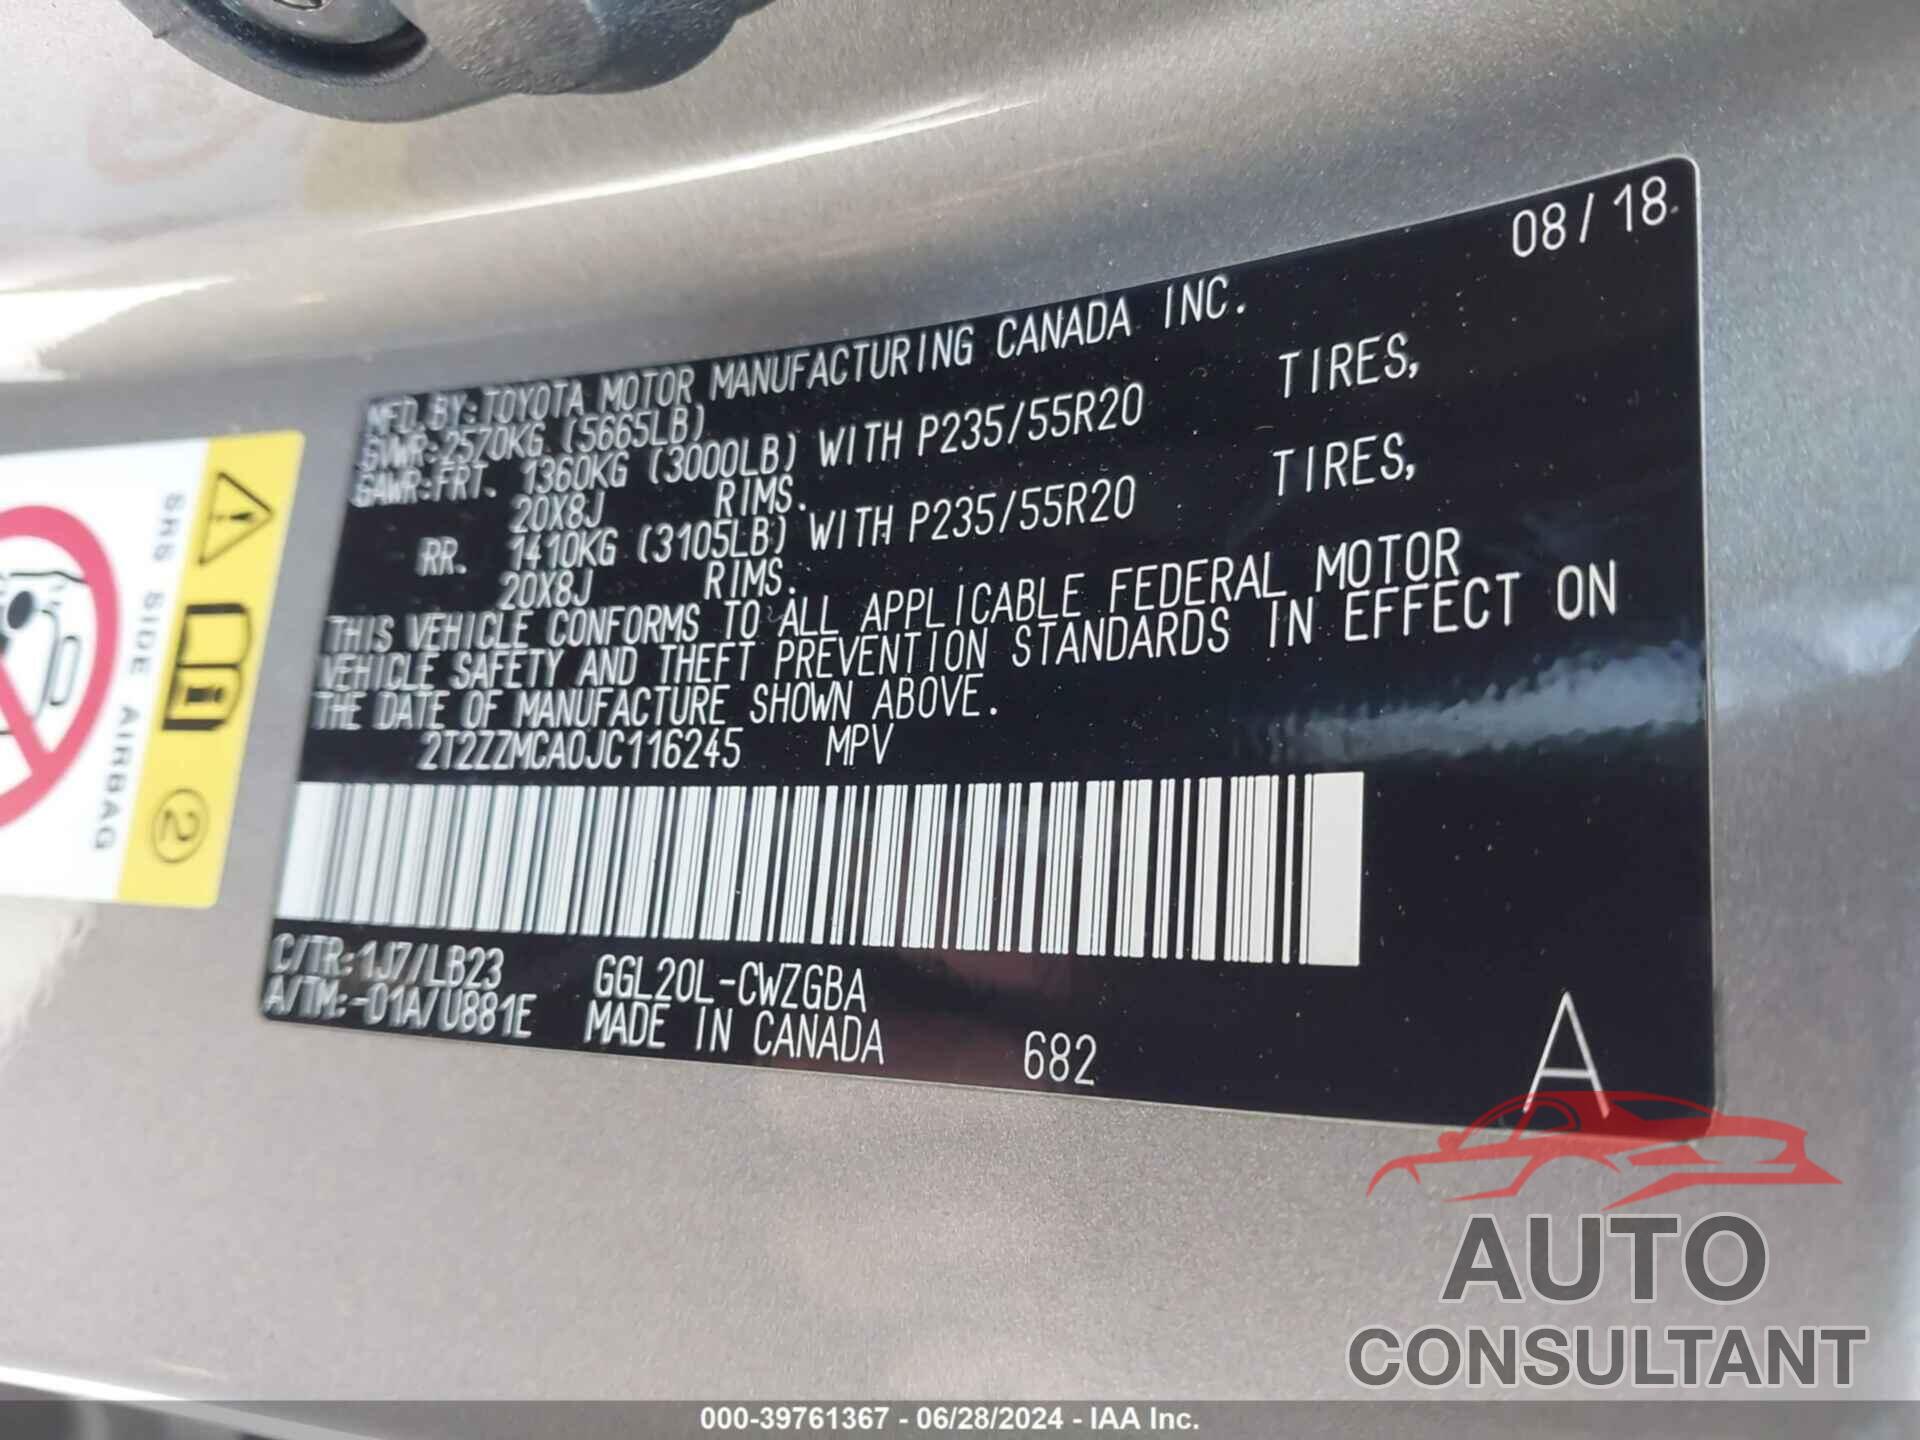 08/18
MFD.BY:TOYOTA MOTOR MANUFACTURING CANADA INC.
GVWR:2570KG (5665LB)
GAWR:FRT. 1360KG (3000LB) WITH P235/55R20 TIRES,
20X8J RIMS.
RR. 1410KG (3105LB) WITH P235/55R20 TIRES,
20X8J RIMS.
THIS VEHICLE CONFORMS TO ALL APPLICABLE FEDERAL MOTOR
VEHICLE SAFETY AND THEFT PREVENTION STANDARDS IN EFFECT ON
THE DATE OF MANUFACTURE SHOWN ABOVE.
2T2ZZMCA0JC116245 MPV
C/TR:1J7/LB23 GGL20L-CWZGBA
A/TM:-01A/U881E MADE IN CANADA 682
A
SRS SIDE AIRBAG
2
AUTO
CONSULTANT
000-39761367 - 06/28/2024 - IAA Inc.